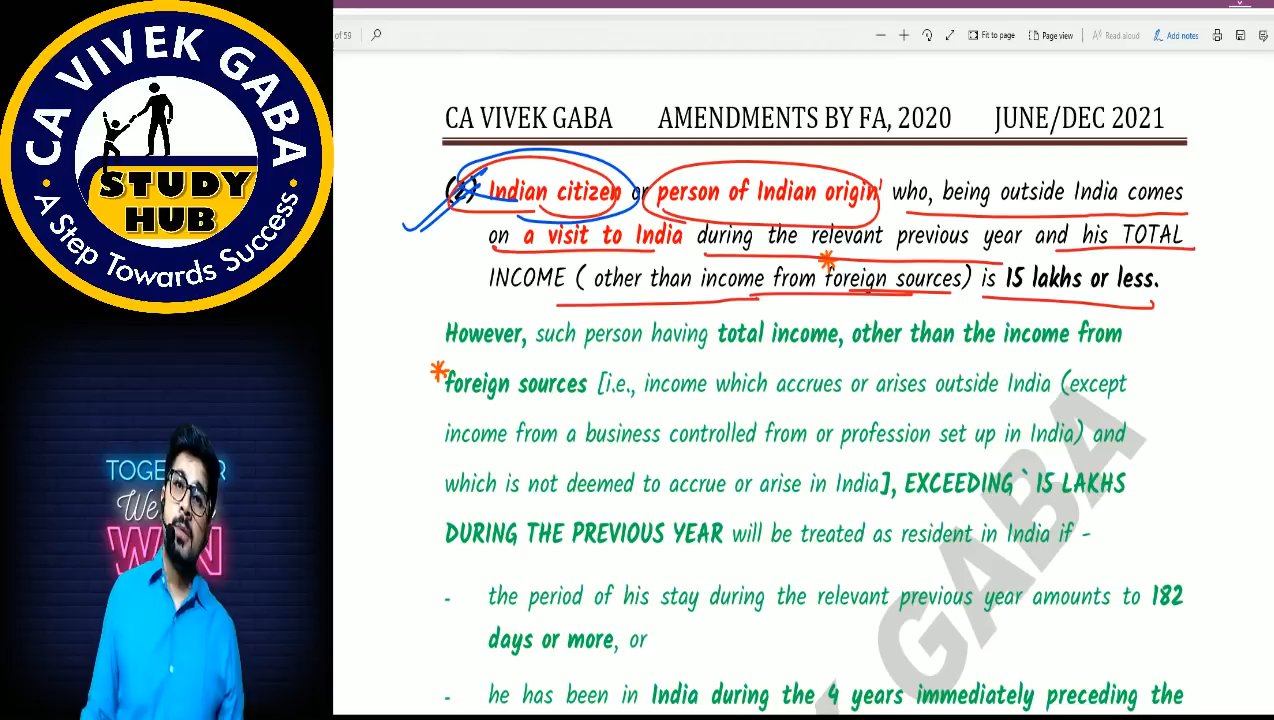 CA VIVEK GABA
STUDY
HUB
A Step Towards Success
of 59
Fit to page
Page view
Read aloud
Add notes
CA VIVEK GABA AMENDMENTS BY FA, 2020 JUNE/DEC 2021
(2) Indian citizen or person of Indian origin' who, being outside India comes
on a visit to India during the relevant previous year and his TOTAL
INCOME ( other than income from foreign sources) is 15 lakhs or less.
However, such person having total income, other than the income from
*foreign sources [i.e., income which accrues or arises outside India (except
income from a business controlled from or profession set up in India) and
which is not deemed to accrue or arise in India], EXCEEDING ` 15 LAKHS
DURING THE PREVIOUS YEAR will be treated as resident in India if -
- the period of his stay during the relevant previous year amounts to 182
days or more, or
- he has been in India during the 4 years immediately preceding the
GABA